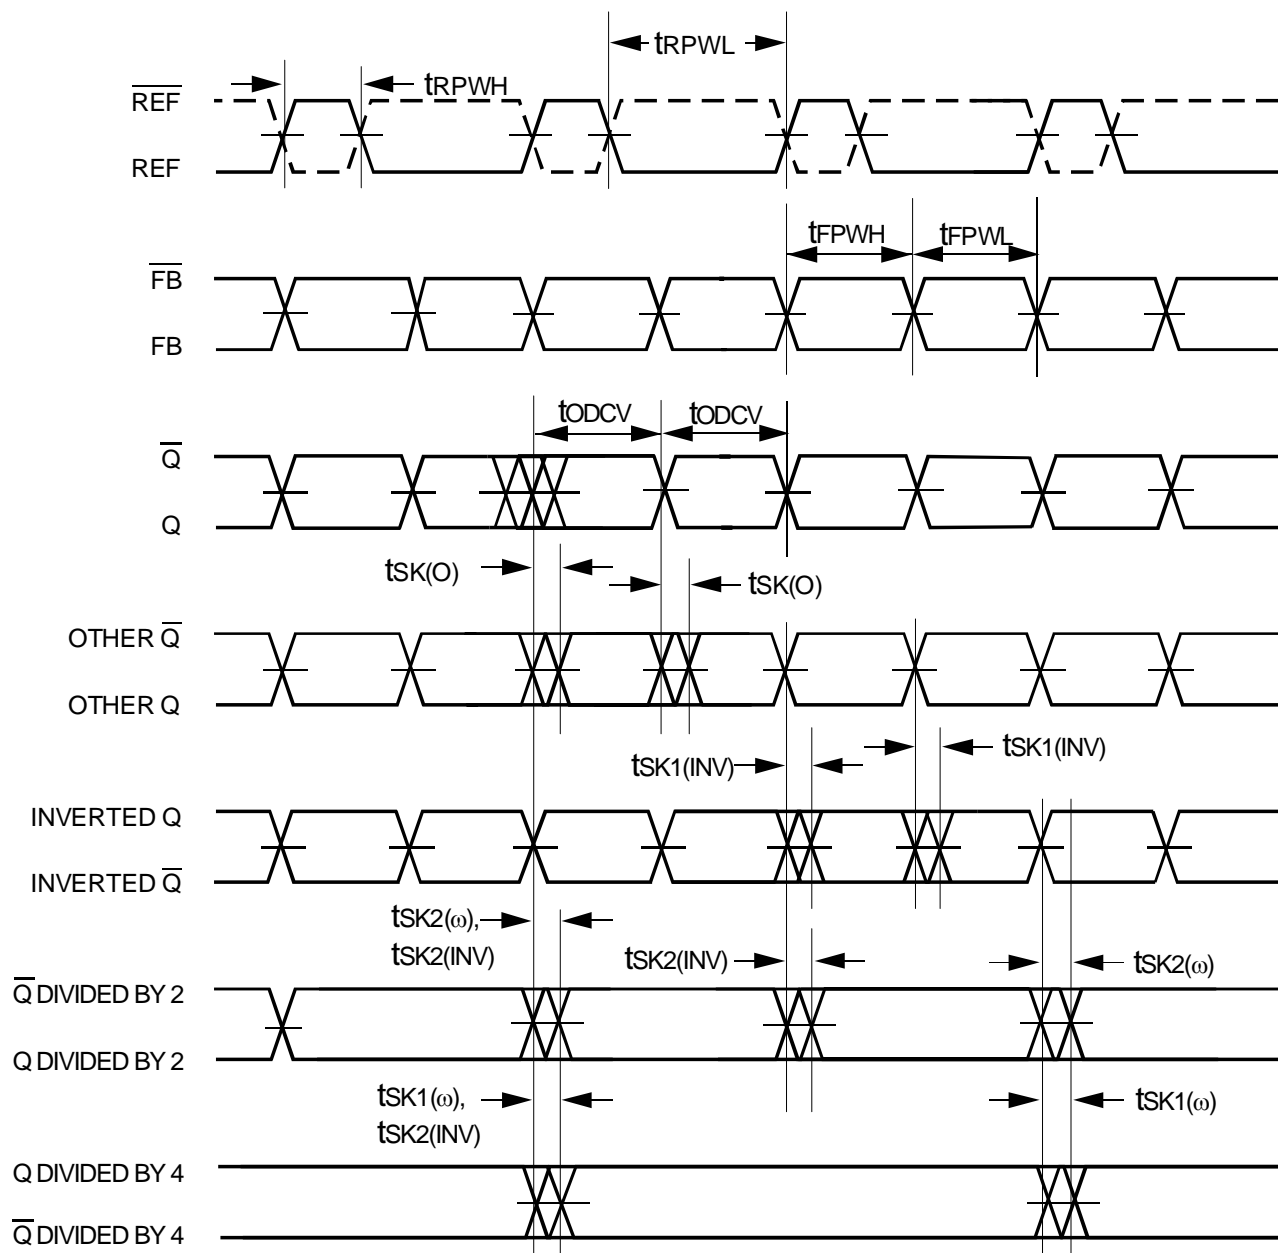 tRPWL
tRPWH
R̅E̅F̅
REF
tFPWH
tFPWL
F̅B̅
FB
tODCV
tODCV
Q̅
Q
tSK(O)
tSK(O)
OTHER Q̅
OTHER Q
tSK1(INV)
tSK1(INV)
INVERTED Q
INVERTED Q̅
tSK2(ω),
tSK2(INV)
tSK2(INV)
tSK2(ω)
Q̅ DIVIDED BY 2
Q DIVIDED BY 2
tSK1(ω),
tSK2(INV)
tSK1(ω)
Q DIVIDED BY 4
Q̅ DIVIDED BY 4